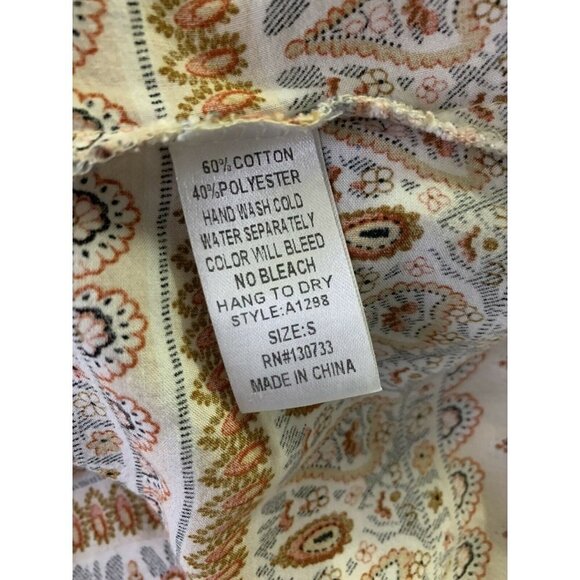 60% COTTON
40% POLYESTER
HAND WASH COLD
WATER SEPARATELY
COLOR WILL BLEED
NO BLEACH
HANG TO DRY
STYLE:A1298
SIZE:S
RN#130733
MADE IN CHINA